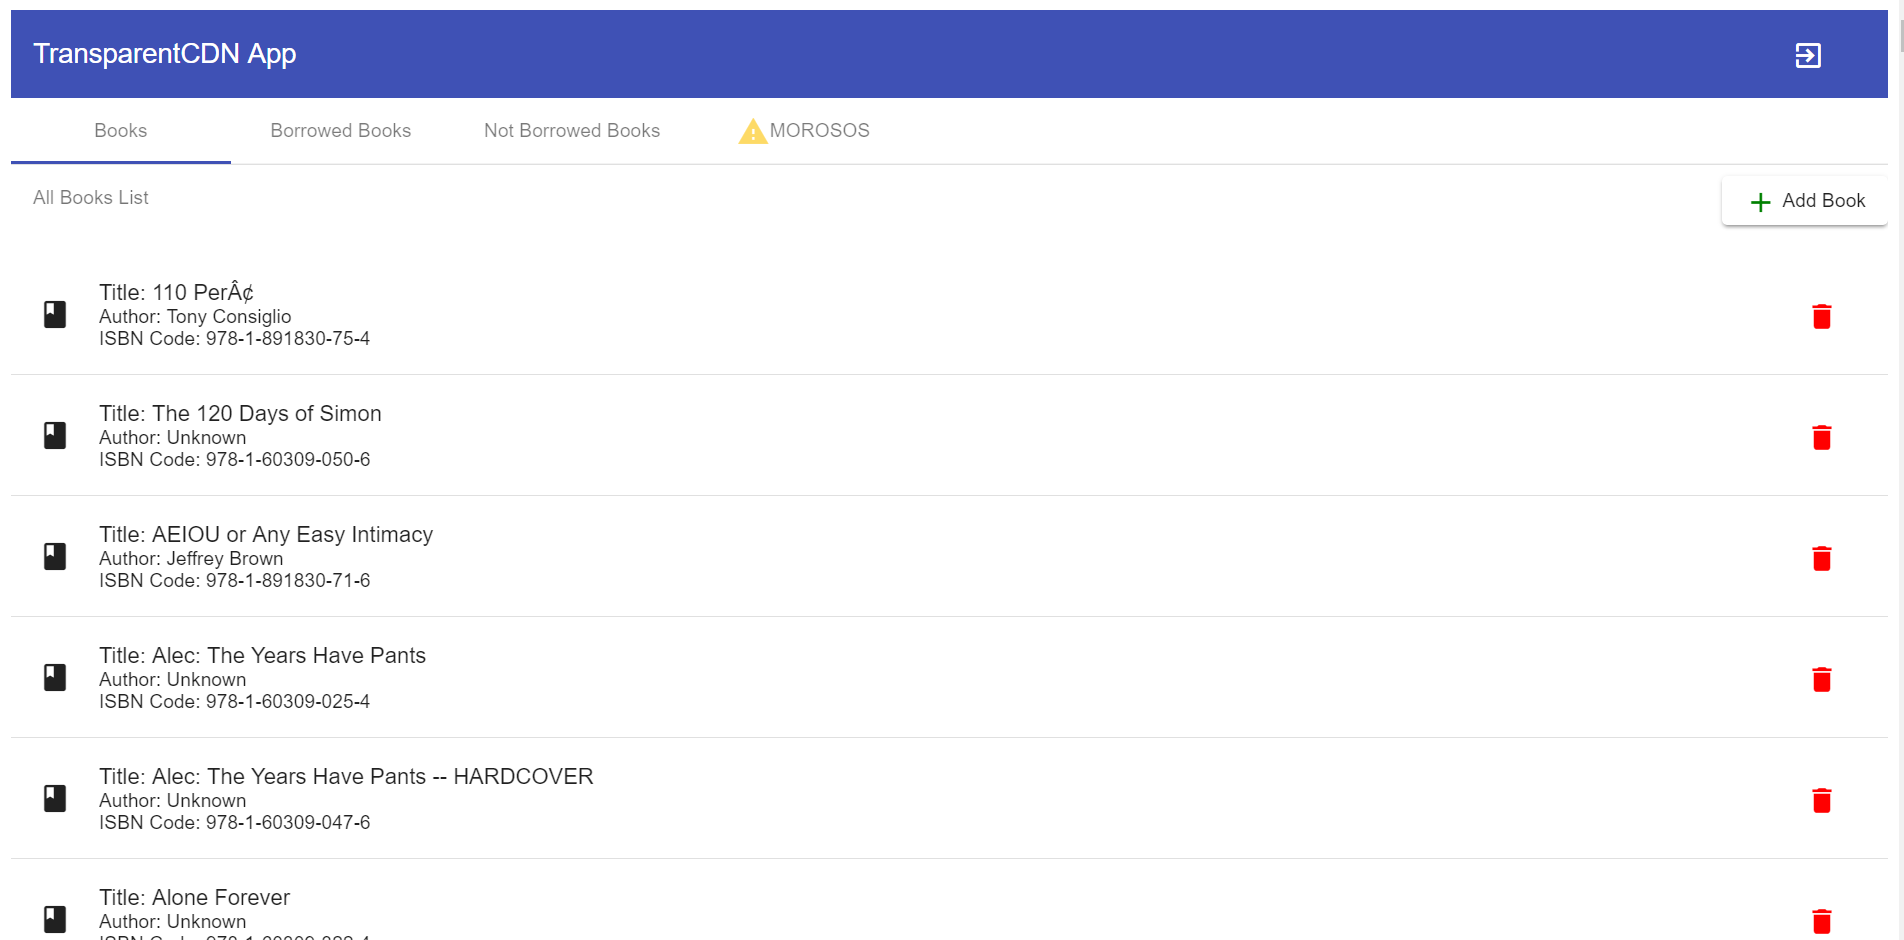 TransparentCDN App
Books
Borrowed Books
Not Borrowed Books
MOROSOS
All Books List
Add Book
Title: 110 PerÂ¢
Author: Tony Consiglio
ISBN Code: 978-1-891830-75-4
Title: The 120 Days of Simon
Author: Unknown
ISBN Code: 978-1-60309-050-6
Title: AEIOU or Any Easy Intimacy
Author: Jeffrey Brown
ISBN Code: 978-1-891830-71-6
Title: Alec: The Years Have Pants
Author: Unknown
ISBN Code: 978-1-60309-025-4
Title: Alec: The Years Have Pants -- HARDCOVER
Author: Unknown
ISBN Code: 978-1-60309-047-6
Title: Alone Forever
Author: Unknown
ISBN Code: